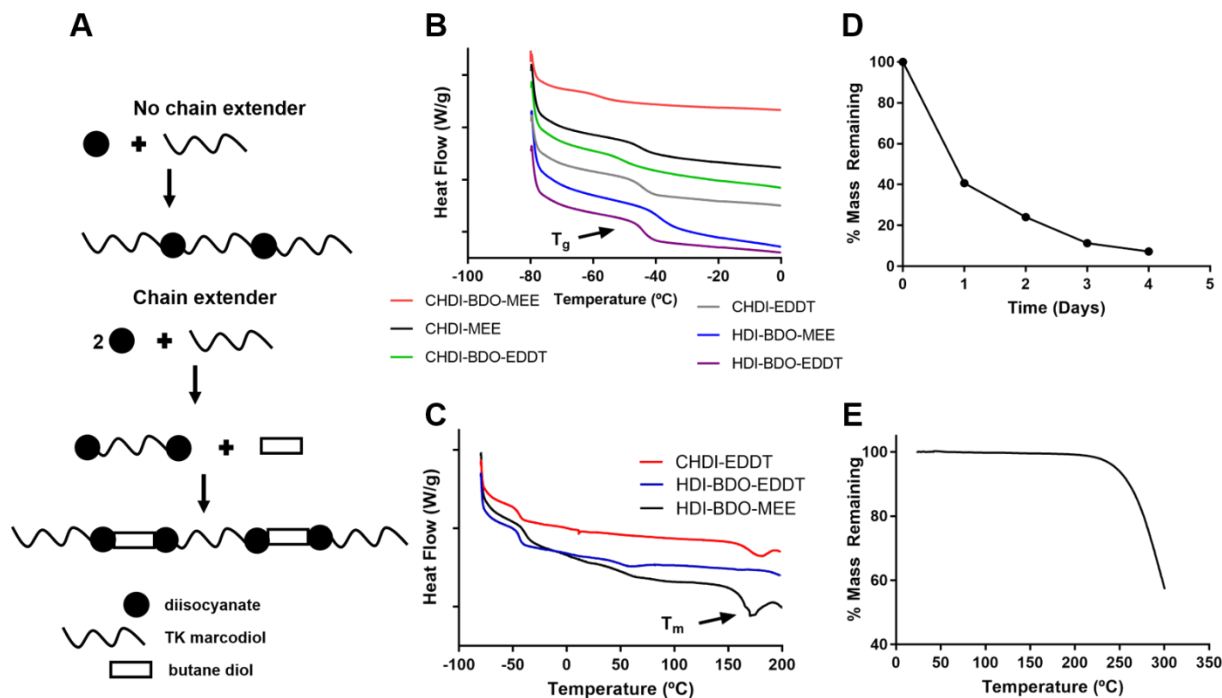 A
No chain extender
Chain extender
2
diisocyanate
TK marcodiol
butane diol
B
Heat Flow (W/g)
Tg
-100 -80 -60 -40 -20 0
Temperature (ºC)
CHDI-BDO-MEE
CHDI-MEE
CHDI-BDO-EDDT
CHDI-EDDT
HDI-BDO-MEE
HDI-BDO-EDDT
C
Heat Flow (W/g)
CHDI-EDDT
HDI-BDO-EDDT
HDI-BDO-MEE
Tm
-100 -50 0 50 100 150 200
Temperature (ºC)
D
% Mass Remaining
100
80
60
40
20
0
0 1 2 3 4 5
Time (Days)
E
% Mass Remaining
100
80
60
40
0 50 100 150 200 250 300 350
Temperature (ºC)